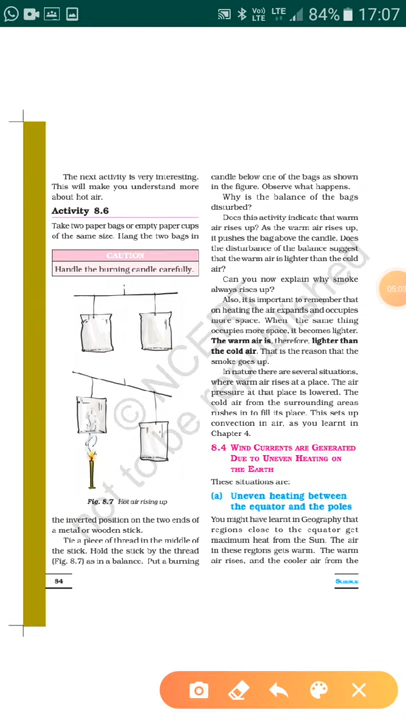 Vo))
LTE
LTE
84%
17:07
The next activity is very interesting.
This will make you understand more
about hot air.
Activity 8.6
Take two paper bags or empty paper cups
of the same size. Hang the two bags in
CAUTION
Handle the burning candle carefully.
Fig. 8.7 Hot air rising up
the inverted position on the two ends of
a metal or wooden stick.
Tie a piece of thread in the middle of
the stick. Hold the stick by the thread
(Fig. 8.7) as in a balance. Put a burning
94
candle below one of the bags as shown
in the figure. Observe what happens.
Why is the balance of the bags
disturbed?
Does this activity indicate that warm
air rises up? As the warm air rises up,
it pushes the bag above the candle. Does
the disturbance of the balance suggest
that the warm air is lighter than the cold
air?
Can you now explain why smoke
always rises up?
Also, it is important to remember that
on heating the air expands and occupies
more space. When the same thing
occupies more space, it becomes lighter.
The warm air is, therefore, lighter than
the cold air. That is the reason that the
smoke goes up.
In nature there are several situations,
where warm air rises at a place. The air
pressure at that place is lowered. The
cold air from the surrounding areas
rushes in to fill its place. This sets up
convection in air, as you learnt in
Chapter 4.
8.4 WIND CURRENTS ARE GENERATED
DUE TO UNEVEN HEATING ON
THE EARTH
These situations are:
(a) Uneven heating between
the equator and the poles
You might have learnt in Geography that
regions close to the equator get
maximum heat from the Sun. The air
in these regions gets warm. The warm
air rises, and the cooler air from the
SCIENCE
© NCERT
not to be republished